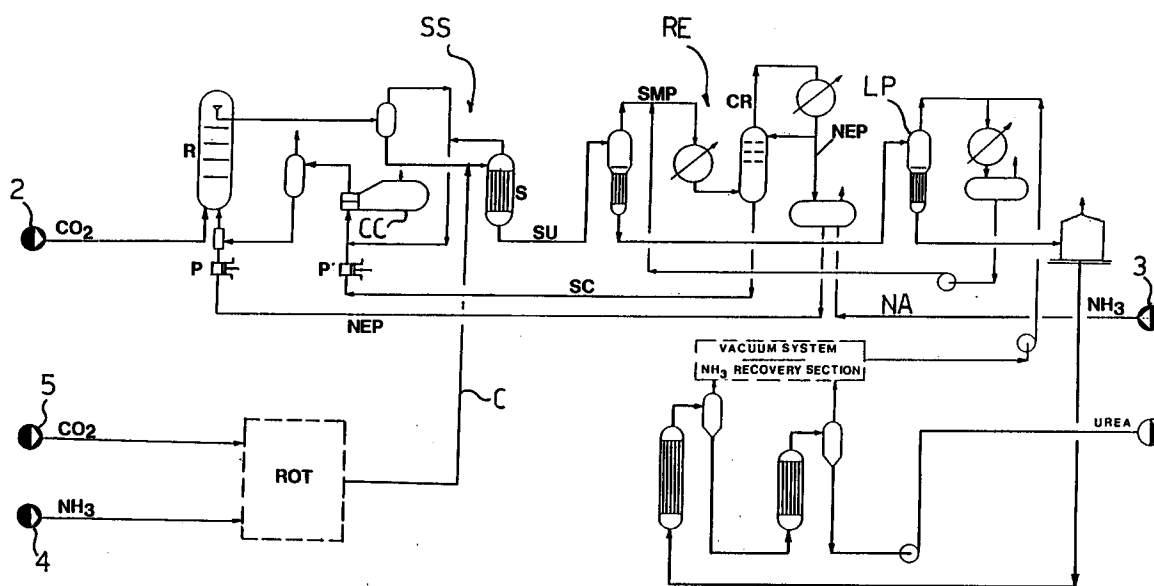 SS
RE
SMP
CR
LP
R
NEP
S
2
CO2
CC
SU
P
P'
SC
3
NEP
NA
NH3
VACUUM SYSTEM
NH3 RECOVERY SECTION
C
5
CO2
UREA
ROT
NH3
4